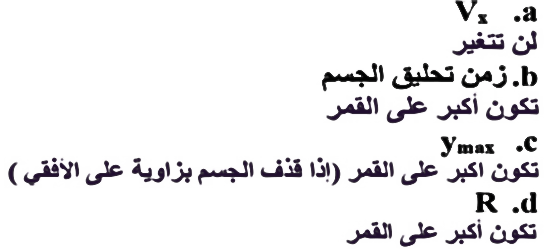 a. Vx
لن تتغير
b. زمن تحليق الجسم
تكون أكبر على القمر
c. ymax
تكون اكبر على القمر (إذا قذف الجسم بزاوية على الأفقي )
d. R
تكون أكبر على القمر